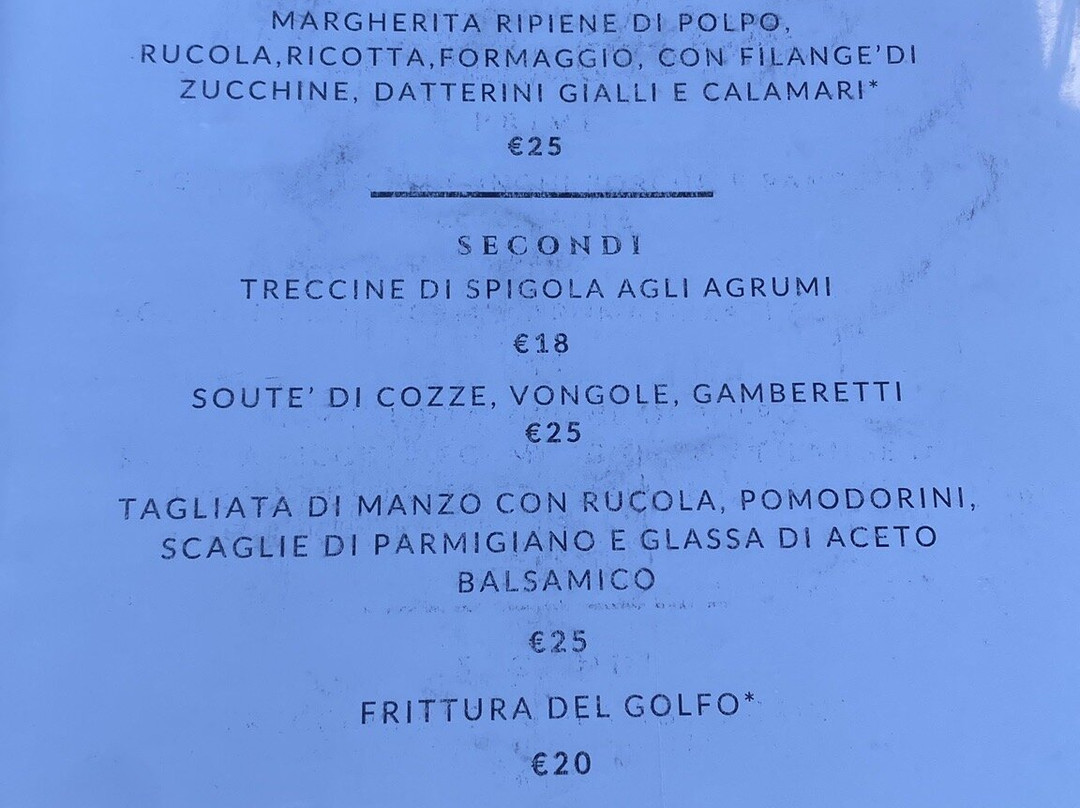 MARGHERITA RIPIENE DI POLPO,
RUCOLA,RICOTTA,FORMAGGIO, CON FILANGE'DI
ZUCCHINE, DATTERINI GIALLI E CALAMARI*
€25
SECONDI
TRECCINE DI SPIGOLA AGLI AGRUMI
€18
SOUTE' DI COZZE, VONGOLE, GAMBERETTI
€25
TAGLIATA DI MANZO CON RUCOLA, POMODORINI,
SCAGLIE DI PARMIGIANO E GLASSA DI ACETO
BALSAMICO
€25
FRITTURA DEL GOLFO*
€20